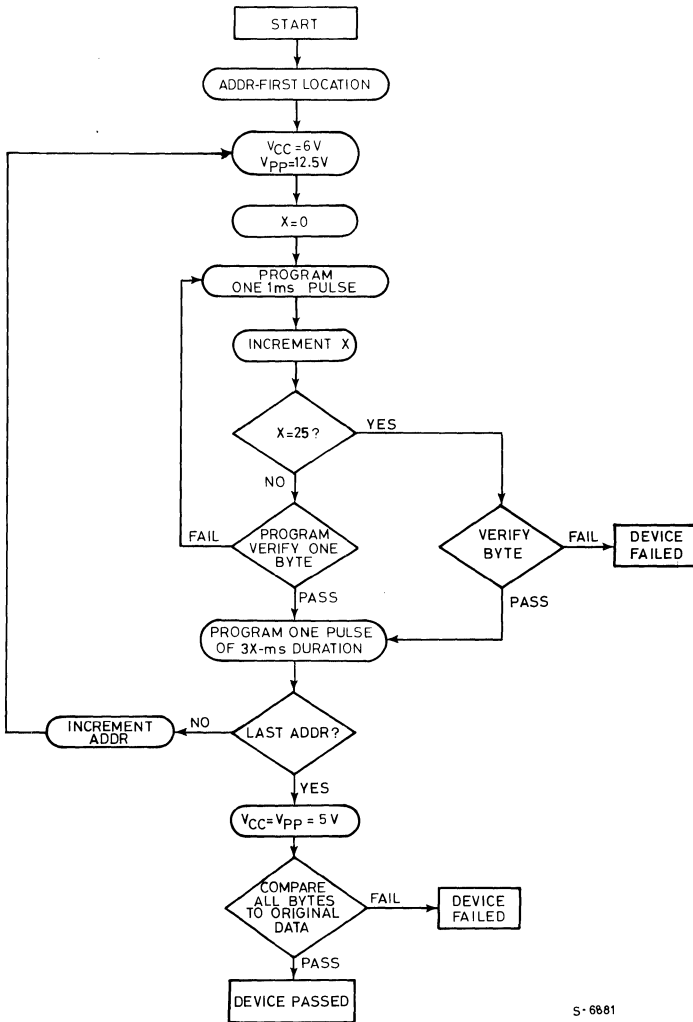 START
ADDR-FIRST LOCATION
VCC=6V
VPP=12.5V
X=0
PROGRAM
ONE 1ms PULSE
INCREMENT X
X=25?
YES
NO
FAIL
PROGRAM
VERIFY ONE
BYTE
VERIFY
BYTE
FAIL
DEVICE
FAILED
PASS
PASS
PROGRAM ONE PULSE
OF 3X-ms DURATION
INCREMENT
ADDR
NO
LAST ADDR?
YES
VCC=VPP=5V
COMPARE
ALL BYTES
TO ORIGINAL
DATA
FAIL
DEVICE
FAILED
PASS
DEVICE PASSED
S-6881